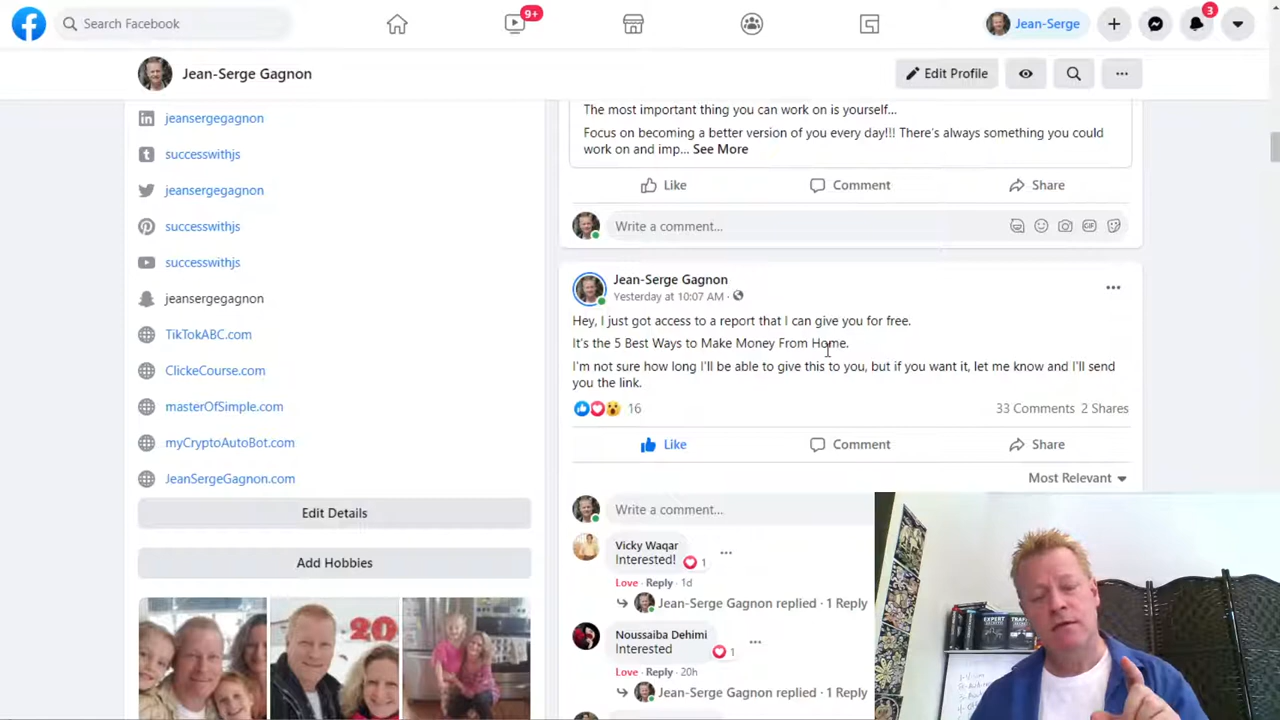 Search Facebook
9+
Jean-Serge
3
Jean-Serge Gagnon
Edit Profile
jeansergegagnon
successwithjs
jeansergegagnon
successwithjs
successwithjs
jeansergegagnon
TikTokABC.com
ClickeCourse.com
masterOfSimple.com
myCryptoAutoBot.com
JeanSergeGagnon.com
Edit Details
Add Hobbies
20
The most important thing you can work on is yourself...
Focus on becoming a better version of you every day!!! There's always something you could
work on and imp... See More
Like Comment Share
Write a comment...
GIF
Jean-Serge Gagnon
Yesterday at 10:07 AM ·
Hey, I just got access to a report that I can give you for free.
It's the 5 Best Ways to Make Money From Home.
I'm not sure how long I'll be able to give this to you, but if you want it, let me know and I'll send
you the link.
16 33 Comments 2 Shares
Like Comment Share
Most Relevant
Write a comment...
Vicky Waqar
Interested! 1
Love · Reply · 1d
Jean-Serge Gagnon replied · 1 Reply
Noussaiba Dehimi
Interested 1
Love · Reply · 20h
Jean-Serge Gagnon replied · 1 Reply
EXPERT